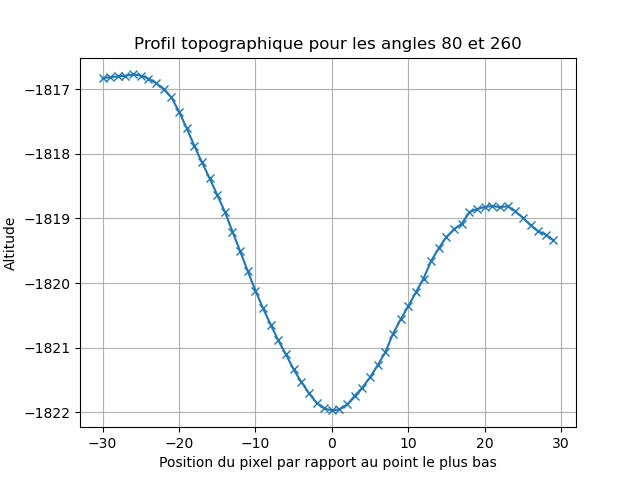 Profil topographique pour les angles 80 et 260
Altitude
−1817
−1818
−1819
−1820
−1821
−1822
−30 −20 −10 0 10 20 30
Position du pixel par rapport au point le plus bas